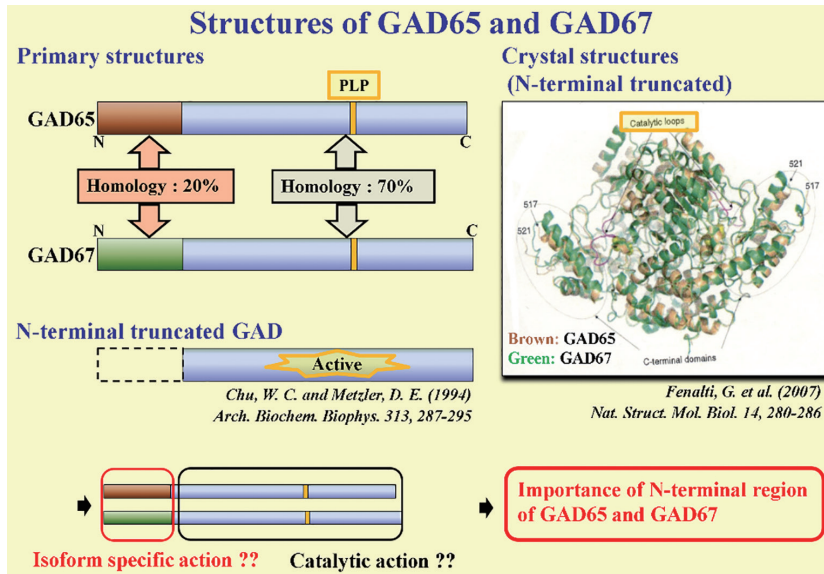 Structures of GAD65 and GAD67
Primary structures
PLP
GAD65
N
C
Homology : 20%
Homology : 70%
N
C
GAD67
N-terminal truncated GAD
Active
Chu, W. C. and Metzler, D. E. (1994)
Arch. Biochem. Biophys. 313, 287-295
Crystal structures
(N-terminal truncated)
Catalytic loops
521
517
517
521
Brown: GAD65
Green: GAD67
C-terminal domains
Fenalti, G. et al. (2007)
Nat. Struct. Mol. Biol. 14, 280-286
Isoform specific action ??
Catalytic action ??
Importance of N-terminal region
of GAD65 and GAD67